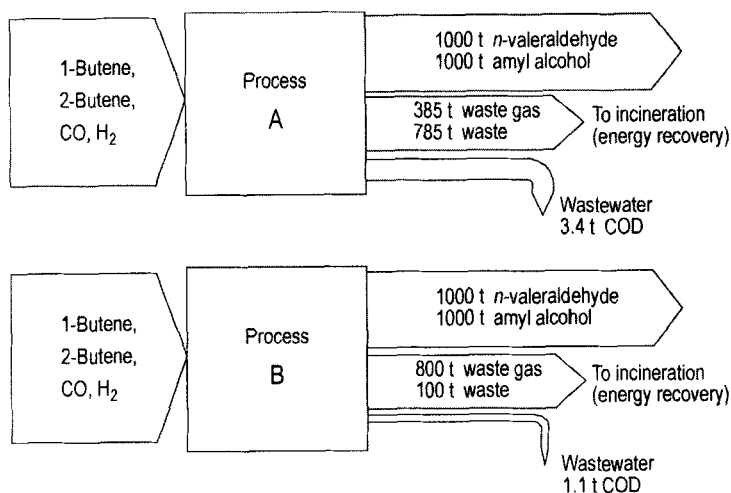 1-Butene,
2-Butene,
CO, H₂
Process
A
1000 t n-valeraldehyde
1000 t amyl alcohol
385 t waste gas
785 t waste
To incineration
(energy recovery)
Wastewater
3.4 t COD
1-Butene,
2-Butene,
CO, H₂
Process
B
1000 t n-valeraldehyde
1000 t amyl alcohol
800 t waste gas
100 t waste
To incineration
(energy recovery)
Wastewater
1.1 t COD